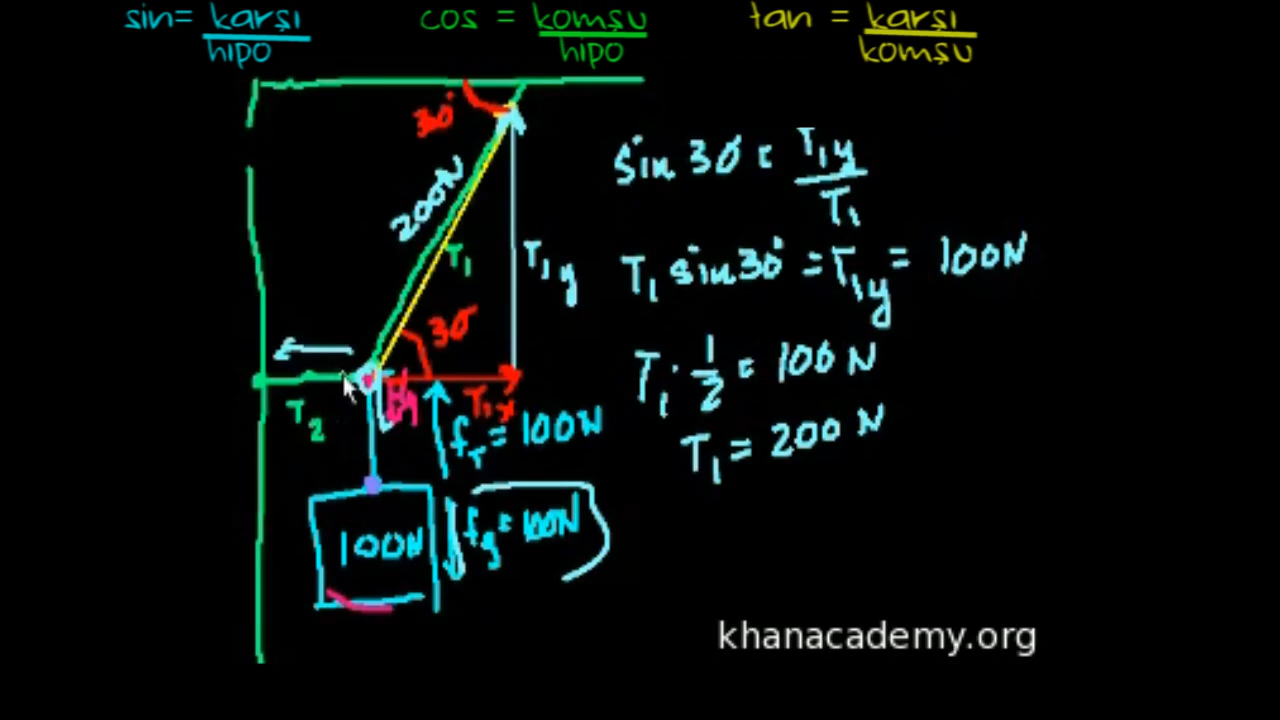 sin= karşı
hipo
cos = komşu
hipo
tan = karşı
komşu
30°
200N
T₁
T₁y
30°
T₂
T₁x
fT = 100N
100N
fg = 100N
sin 30° = T₁y
T₁
T₁ sin30° = T₁y = 100N
T₁ · 1/2 = 100 N
T₁ = 200 N
khanacademy.org